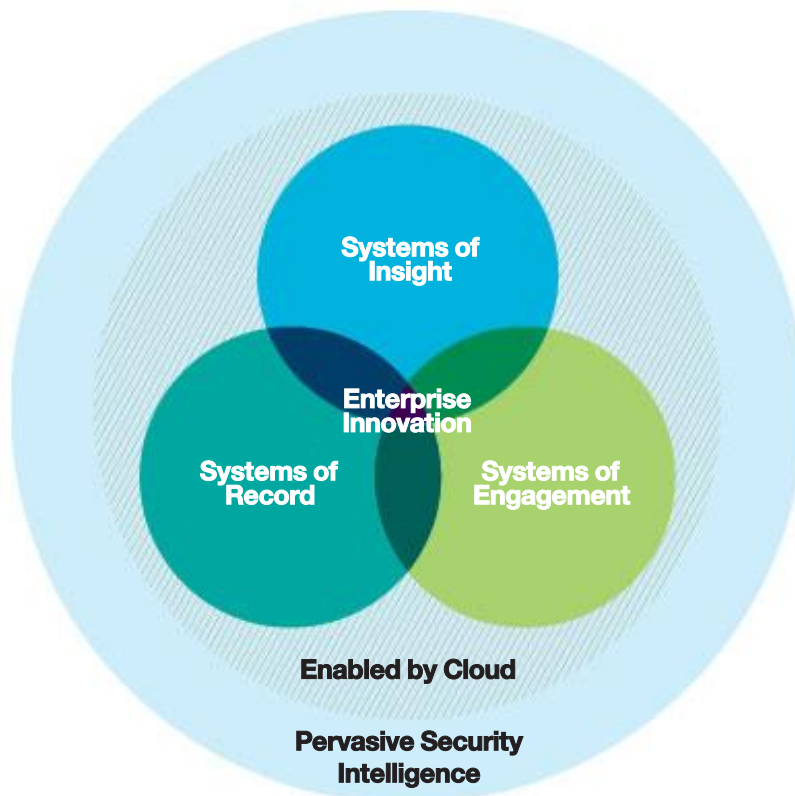 Systems of
Insight
Enterprise
Innovation
Systems of
Record
Systems of
Engagement
Enabled by Cloud
Pervasive Security
Intelligence